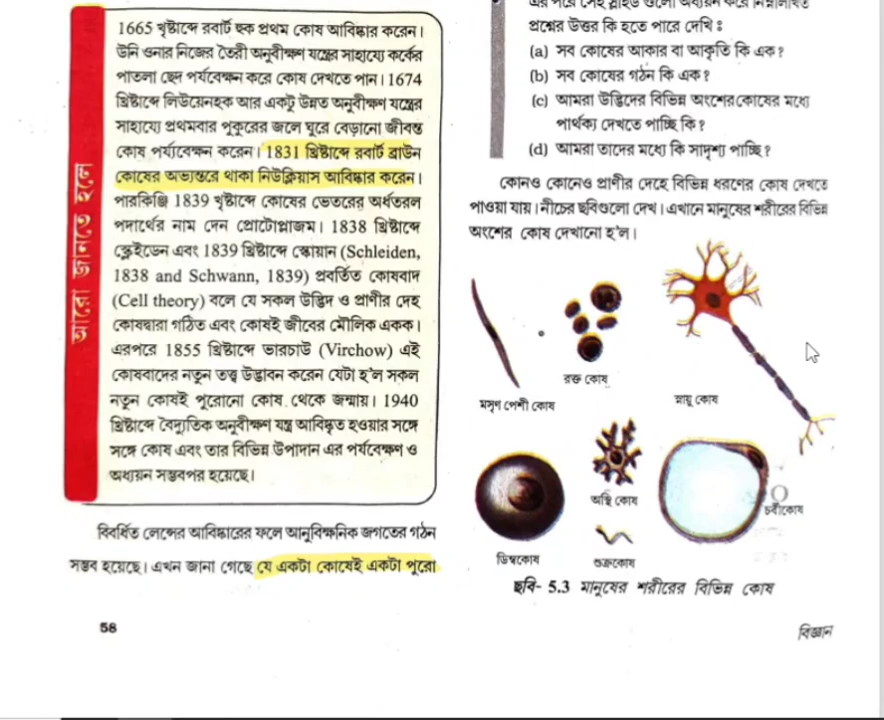 আরো জানতে হলে
1665 খৃষ্টাব্দে রবার্ট হুক প্রথম কোষ আবিষ্কার করেন।
উনি ওনার নিজের তৈরী অনুবীক্ষণ যন্ত্রের সাহায্যে কর্কের
পাতলা ছেদ পর্যবেক্ষন করে কোষ দেখতে পান। 1674
খ্রিষ্টাব্দে লিউয়েনহুক আর একটু উন্নত অনুবীক্ষণ যন্ত্রের
সাহায্যে প্রথমবার পুকুরের জলে ঘুরে বেড়ানো জীবন্ত
কোষ পর্য্যবেক্ষন করেন। 1831 খ্রিষ্টাব্দে রবার্ট ব্রাউন
কোষের অভ্যন্তরে থাকা নিউক্লিয়াস আবিষ্কার করেন।
পারকিঞ্জি 1839 খৃষ্টাব্দে কোষের ভেতরের অর্ধতরল
পদার্থের নাম দেন প্রোটোপ্লাজম। 1838 খ্রিষ্টাব্দে
স্ক্লেইডেন এবং 1839 খ্রিষ্টাব্দে স্কোয়ান (Schleiden,
1838 and Schwann, 1839) প্রবর্তিত কোষবাদ
(Cell theory) বলে যে সকল উদ্ভিদ ও প্রাণীর দেহ
কোষদ্বারা গঠিত এবং কোষই জীবের মৌলিক একক।
এরপরে 1855 খ্রিষ্টাব্দে ভারচাউ (Virchow) এই
কোষবাদের নতুন তত্ত্ব উদ্ভাবন করেন যেটা হ'ল সকল
নতুন কোষই পুরোনো কোষ থেকে জন্মায়। 1940
খ্রিষ্টাব্দে বৈদ্যুতিক অনুবীক্ষণ যন্ত্র আবিষ্কৃত হওয়ার সঙ্গে
সঙ্গে কোষ এবং তার বিভিন্ন উপাদান এর পর্যবেক্ষণ ও
অধ্যয়ন সম্ভবপর হয়েছে।
বিবর্ধিত লেন্সের আবিষ্কারের ফলে আনুবিক্ষনিক জগতের গঠন
সম্ভব হয়েছে। এখন জানা গেছে যে একটা কোষেই একটা পুরো
58
প্রশ্নের উত্তর কি হতে পারে দেখি :
(a) সব কোষের আকার বা আকৃতি কি এক?
(b) সব কোষের গঠন কি এক?
(c) আমরা উদ্ভিদের বিভিন্ন অংশের কোষের মধ্যে
পার্থক্য দেখতে পাচ্ছি কি?
(d) আমরা তাদের মধ্যে কি সাদৃশ্য পাচ্ছি?
কোনও কোনেও প্রাণীর দেহে বিভিন্ন ধরণের কোষ দেখতে
পাওয়া যায়। নীচের ছবিগুলো দেখ। এখানে মানুষের শরীরের বিভিন্ন
অংশের কোষ দেখানো হ'ল।
মসৃণ পেশী কোষ
রক্ত কোষ
স্নায়ু কোষ
ডিম্বকোষ
অস্থি কোষ
শুক্রকোষ
চর্বীকোষ
ছবি- 5.3 মানুষের শরীরের বিভিন্ন কোষ
বিজ্ঞান